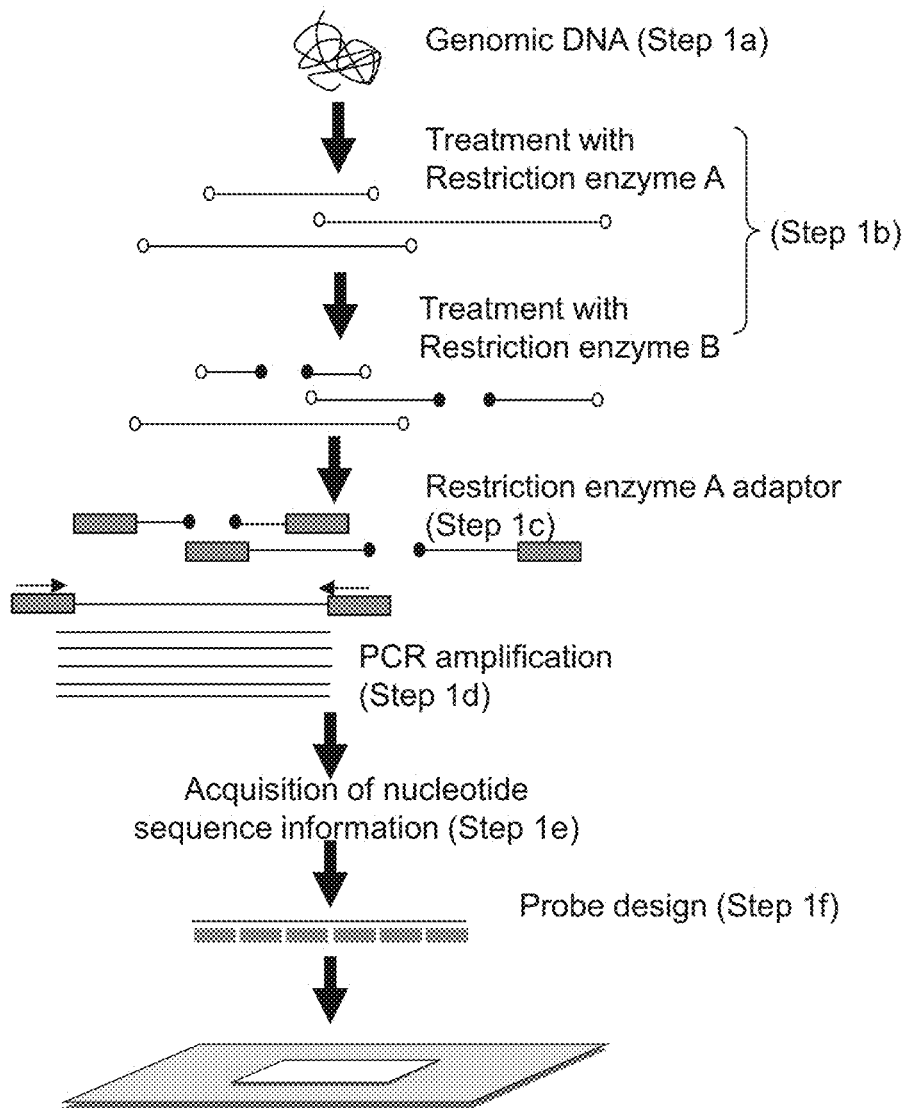 Genomic DNA (Step 1a)
Treatment with
Restriction enzyme A
(Step 1b)
Treatment with
Restriction enzyme B
Restriction enzyme A adaptor
(Step 1c)
PCR amplification
(Step 1d)
Acquisition of nucleotide
sequence information (Step 1e)
Probe design (Step 1f)